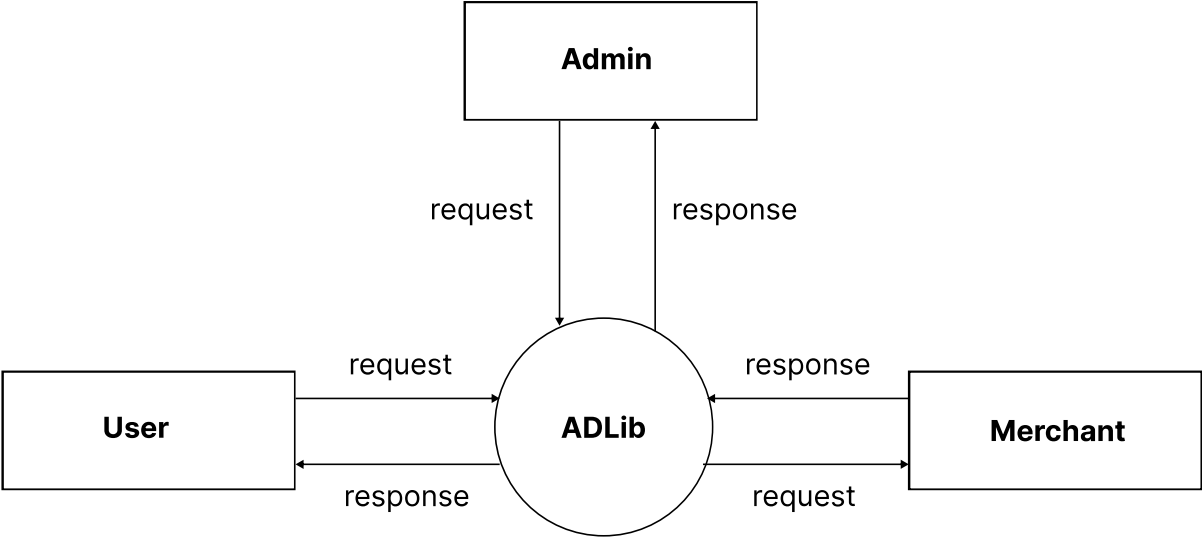 Admin
request
response
request
response
User
ADLib
Merchant
response
request